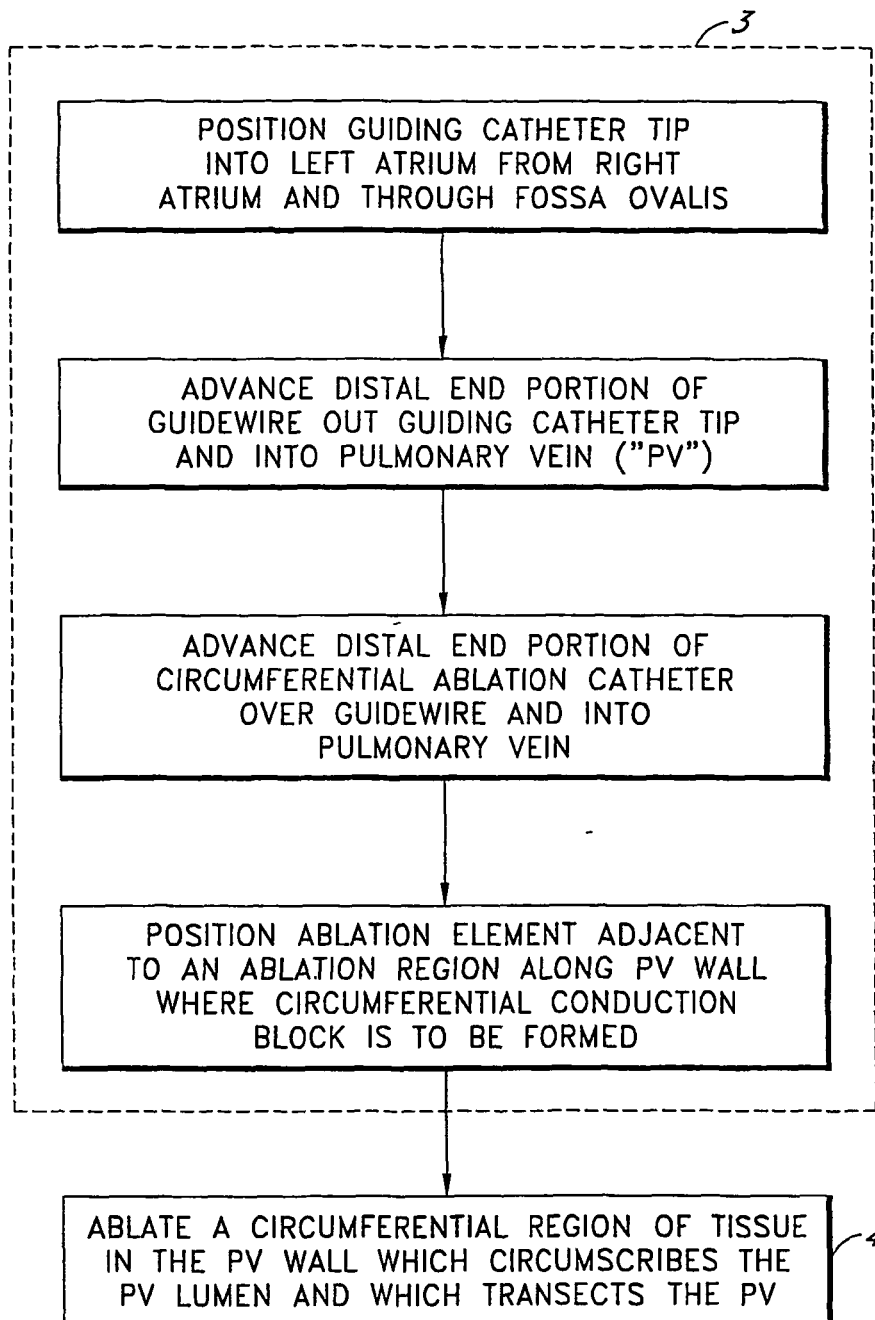 3
POSITION GUIDING CATHETER TIP
INTO LEFT ATRIUM FROM RIGHT
ATRIUM AND THROUGH FOSSA OVALIS
ADVANCE DISTAL END PORTION OF
GUIDEWIRE OUT GUIDING CATHETER TIP
AND INTO PULMONARY VEIN ("PV")
ADVANCE DISTAL END PORTION OF
CIRCUMFERENTIAL ABLATION CATHETER
OVER GUIDEWIRE AND INTO
PULMONARY VEIN
POSITION ABLATION ELEMENT ADJACENT
TO AN ABLATION REGION ALONG PV WALL
WHERE CIRCUMFERENTIAL CONDUCTION
BLOCK IS TO BE FORMED
ABLATE A CIRCUMFERENTIAL REGION OF TISSUE
IN THE PV WALL WHICH CIRCUMSCRIBES THE
PV LUMEN AND WHICH TRANSECTS THE PV
4